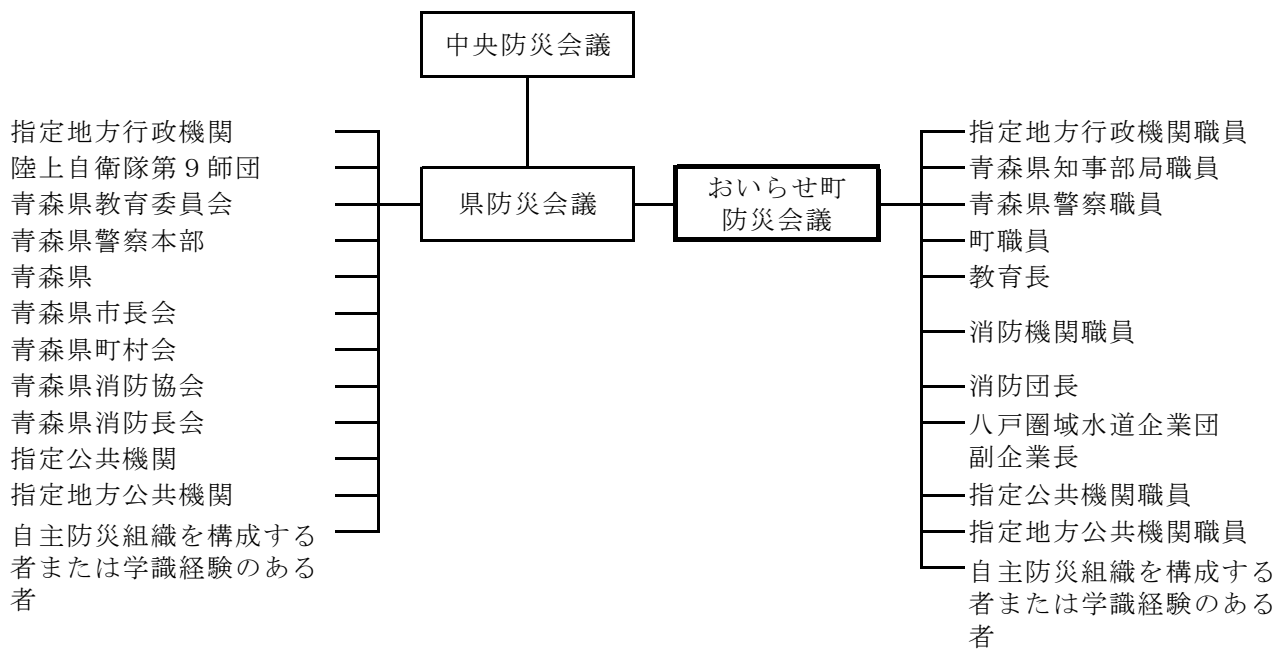 中央防災会議
指定地方行政機関
陸上自衛隊第９師団
青森県教育委員会
青森県警察本部
青森県
青森県市長会
青森県町村会
青森県消防協会
青森県消防長会
指定公共機関
指定地方公共機関
自主防災組織を構成する
者または学識経験のある
者
県防災会議
おいらせ町
防災会議
指定地方行政機関職員
青森県知事部局職員
青森県警察職員
町職員
教育長
消防機関職員
消防団長
八戸圏域水道企業団
副企業長
指定公共機関職員
指定地方公共機関職員
自主防災組織を構成する
者または学識経験のある
者